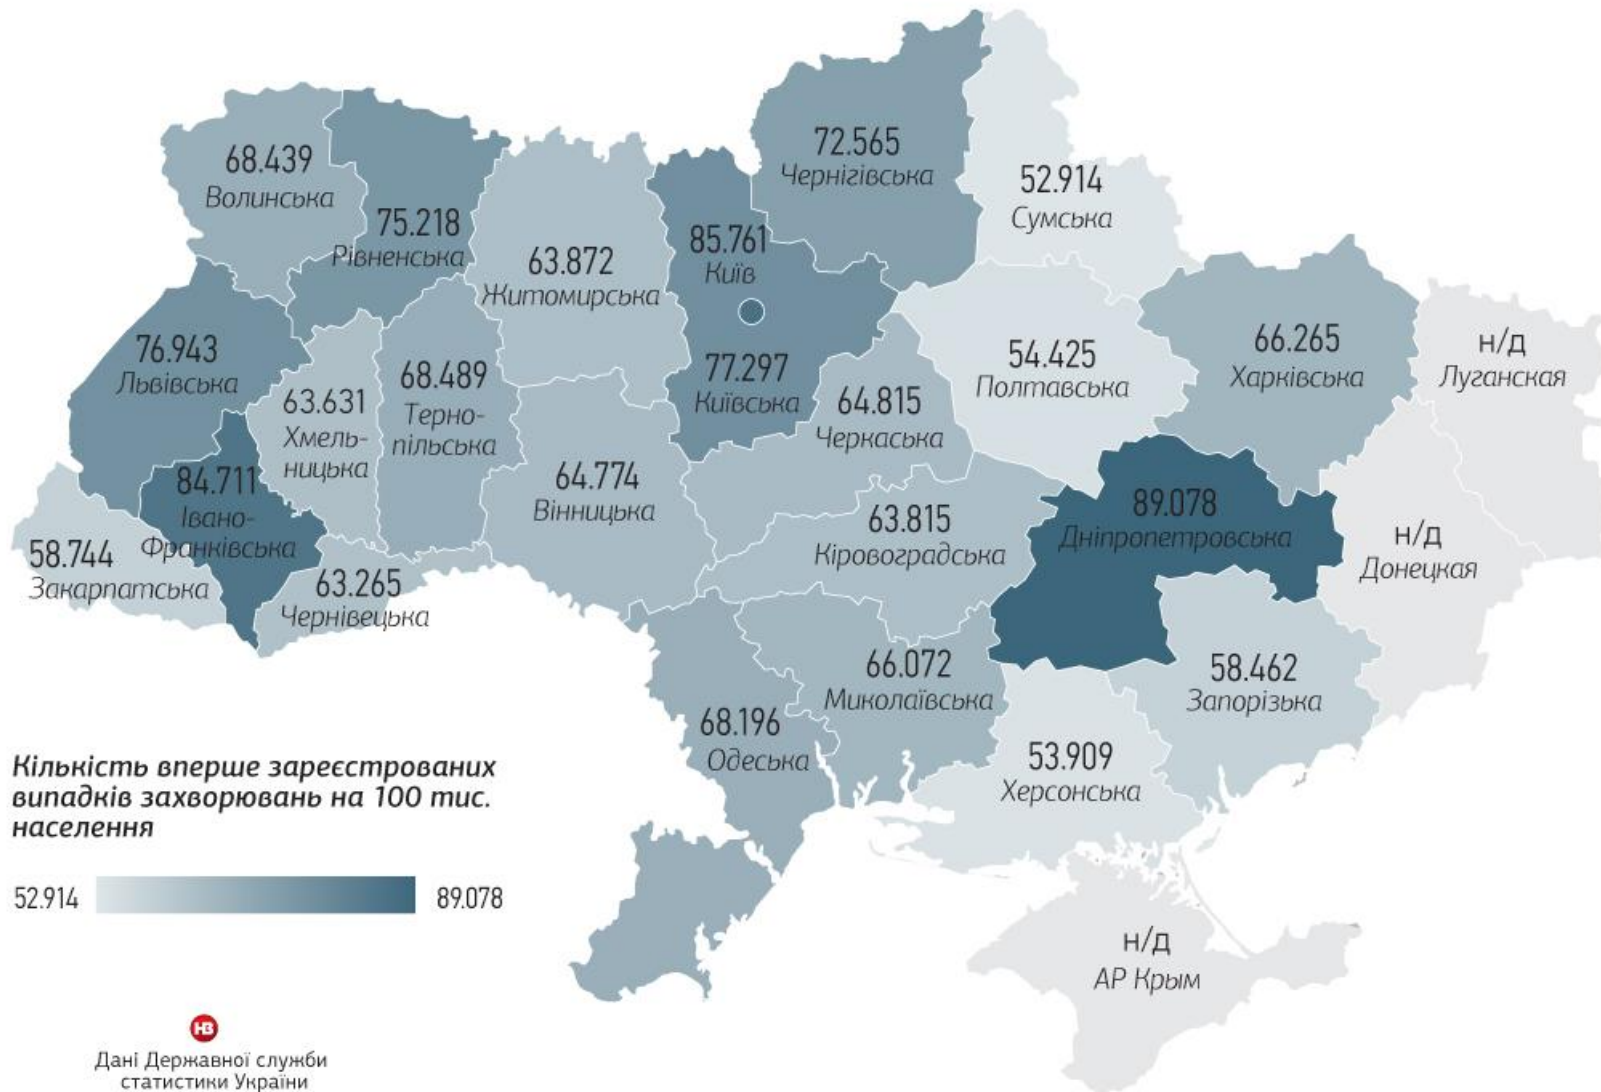 72.565
Чернігівська
68.439
Волинська
52.914
Сумська
75.218
Рівненська
85.761
Київ
63.872
Житомирська
76.943
Львівська
68.489
Терно-
пільська
77.297
Київська
54.425
Полтавська
66.265
Харківська
н/д
Луганская
63.631
Хмель-
ницька
64.815
Черкаська
84.711
Івано-
Франківська
64.774
Вінницька
63.815
Кіровоградська
89.078
Дніпропетровська
н/д
Донецкая
58.744
Закарпатська
63.265
Чернівецька
66.072
Миколаївська
58.462
Запорізька
68.196
Одеська
53.909
Херсонська
Кількість вперше зареєстрованих
випадків захворювань на 100 тис.
населення
52.914
89.078
н/д
АР Крым
НВ
Дані Державної служби
статистики України